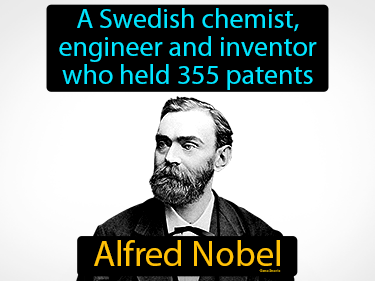 A Swedish chemist,
engineer and inventor
who held 355 patents
Alfred Nobel